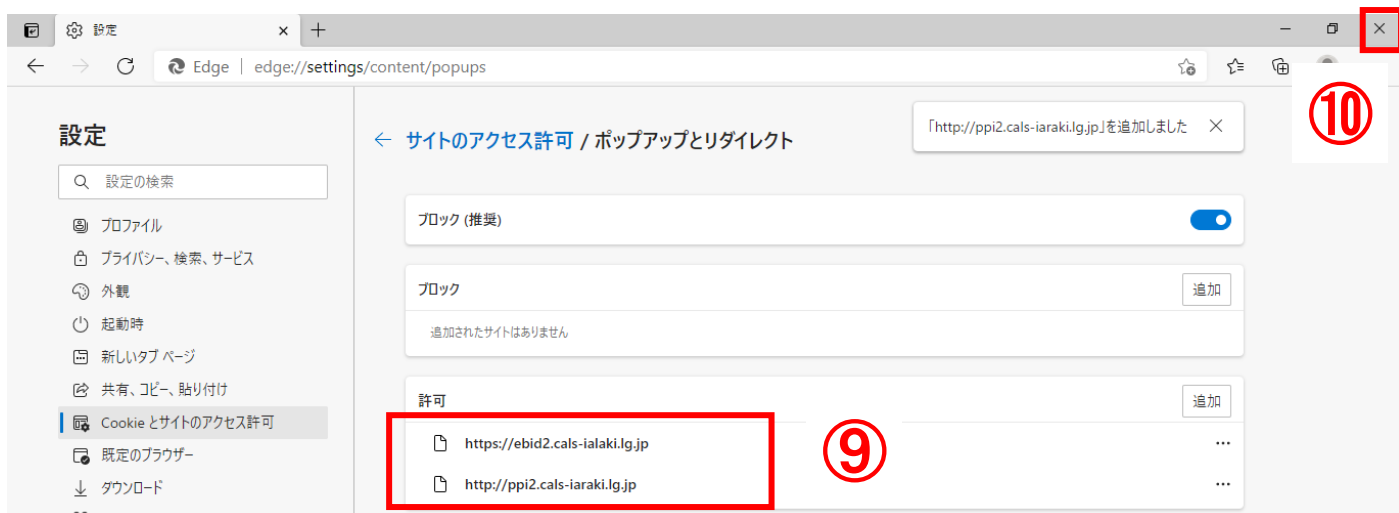 設定
Edge | edge://settings/content/popups
設定
設定の検索
プロファイル
プライバシー、検索、サービス
外観
起動時
新しいタブ ページ
共有、コピー、貼り付け
Cookie とサイトのアクセス許可
既定のブラウザー
ダウンロード
サイトのアクセス許可 / ポップアップとリダイレクト
「http://ppi2.cals-iaraki.lg.jp」を追加しました
⑩
ブロック (推奨)
ブロック
追加
追加されたサイトはありません
許可
追加
https://ebid2.cals-ialaki.lg.jp
http://ppi2.cals-iaraki.lg.jp
⑨